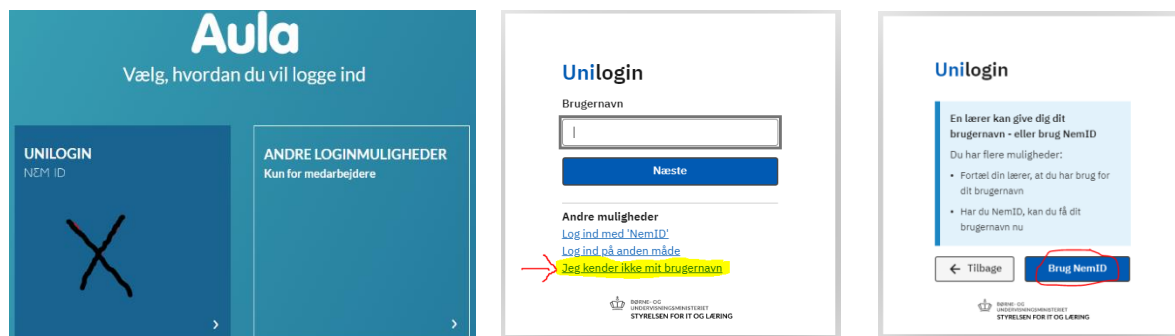 Aula
Vælg, hvordan du vil logge ind
UNILOGIN
NEM ID
ANDRE LOGINMULIGHEDER
Kun for medarbejdere
Unilogin
Brugernavn
Næste
Andre muligheder
Log ind med 'NemID'
Log ind på anden måde
Jeg kender ikke mit brugernavn
BØRNE- OG
UNDERVISNINGSMINISTERIET
STYRELSEN FOR IT OG LÆRING
Unilogin
En lærer kan give dig dit
brugernavn - eller brug NemID
Du har flere muligheder:
• Fortæl din lærer, at du har brug for
dit brugernavn
• Har du NemID, kan du få dit
brugernavn nu
← Tilbage
Brug NemID
BØRNE- OG
UNDERVISNINGSMINISTERIET
STYRELSEN FOR IT OG LÆRING